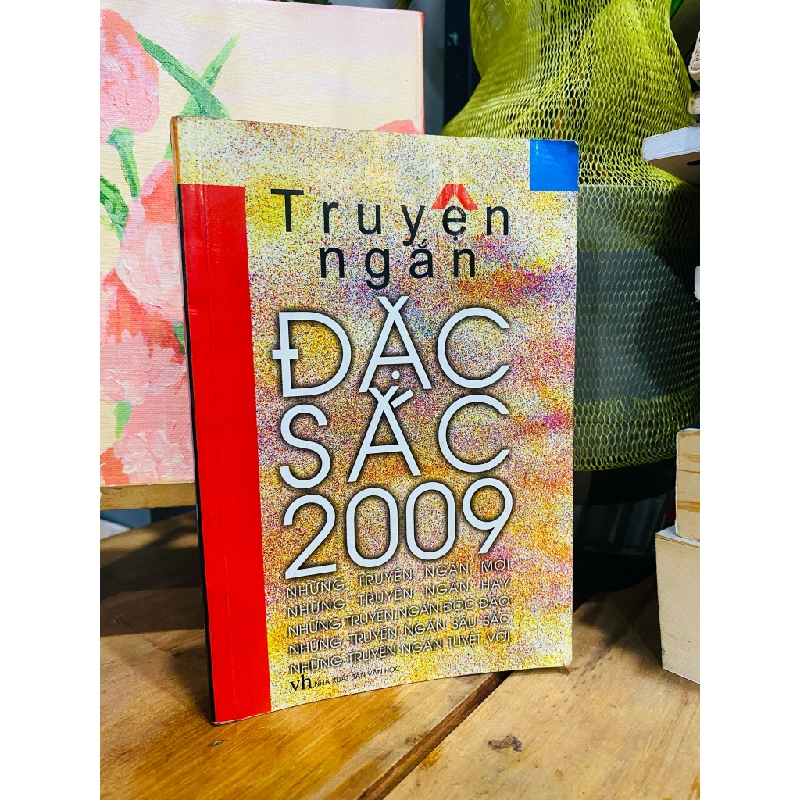 Truyện
ngắn
ĐẶC
SẮC
2009
NHỮNG TRUYỆN NGẮN MỚI
NHỮNG TRUYỆN NGẮN HAY
NHỮNG TRUYỆN NGẮN ĐỘC ĐÁO
NHỮNG TRUYỆN NGẮN SÂU SẮC
NHỮNG TRUYỆN NGẮN TUYỆT VỜI
vh NHÀ XUẤT BẢN VĂN HỌC